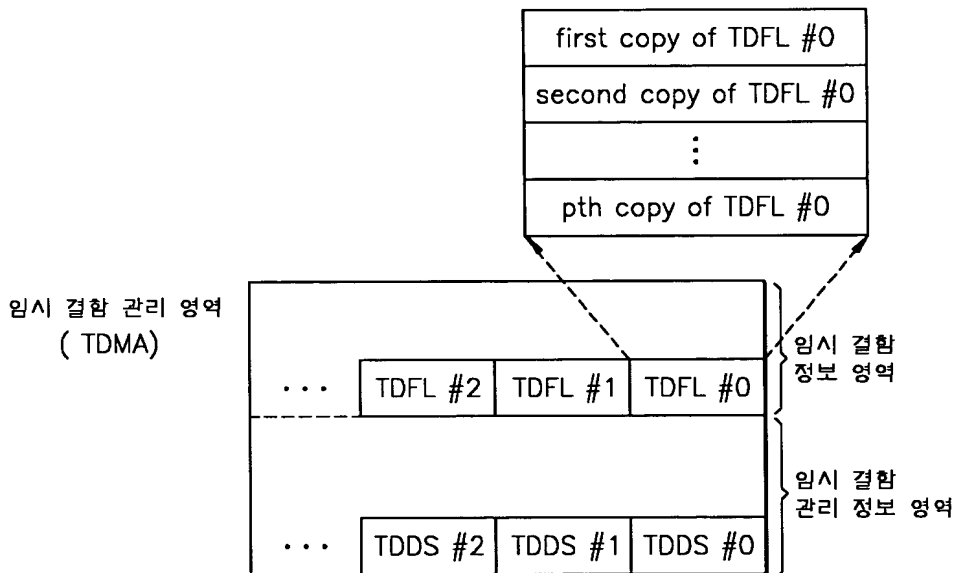 first copy of TDFL #0
second copy of TDFL #0
⋮
pth copy of TDFL #0
임시 결함 관리 영역
( TDMA)
임시 결함
정보 영역
··· TDFL #2 TDFL #1 TDFL #0
임시 결함
관리 정보 영역
··· TDDS #2 TDDS #1 TDDS #0